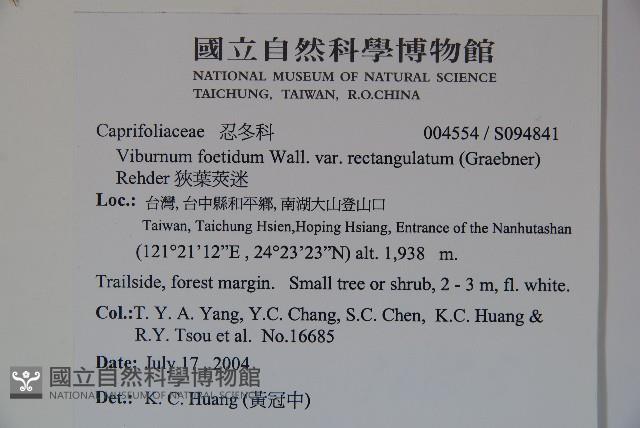 國立自然科學博物館
NATIONAL MUSEUM OF NATURAL SCIENCE
TAICHUNG, TAIWAN, R.O.CHINA
Caprifoliaceae 忍冬科 004554 / S094841
Viburnum foetidum Wall. var. rectangulatum (Graebner)
Rehder 狹葉莢迷
Loc.: 台灣, 台中縣和平鄉, 南湖大山登山口
Taiwan, Taichung Hsien,Hoping Hsiang, Entrance of the Nanhutashan
(121°21'12”E , 24°23'23”N) alt. 1,938 m.
Trailside, forest margin. Small tree or shrub, 2 - 3 m, fl. white.
Col.:T. Y. A. Yang, Y.C. Chang, S.C. Chen, K.C. Huang &
R.Y. Tsou et al. No.16685
Date: July 17, 2004
國立自然科學博物館
NATIONAL MUSEUM OF NATURAL SCIENCE
Det.: K. C. Huang (黃冠中)